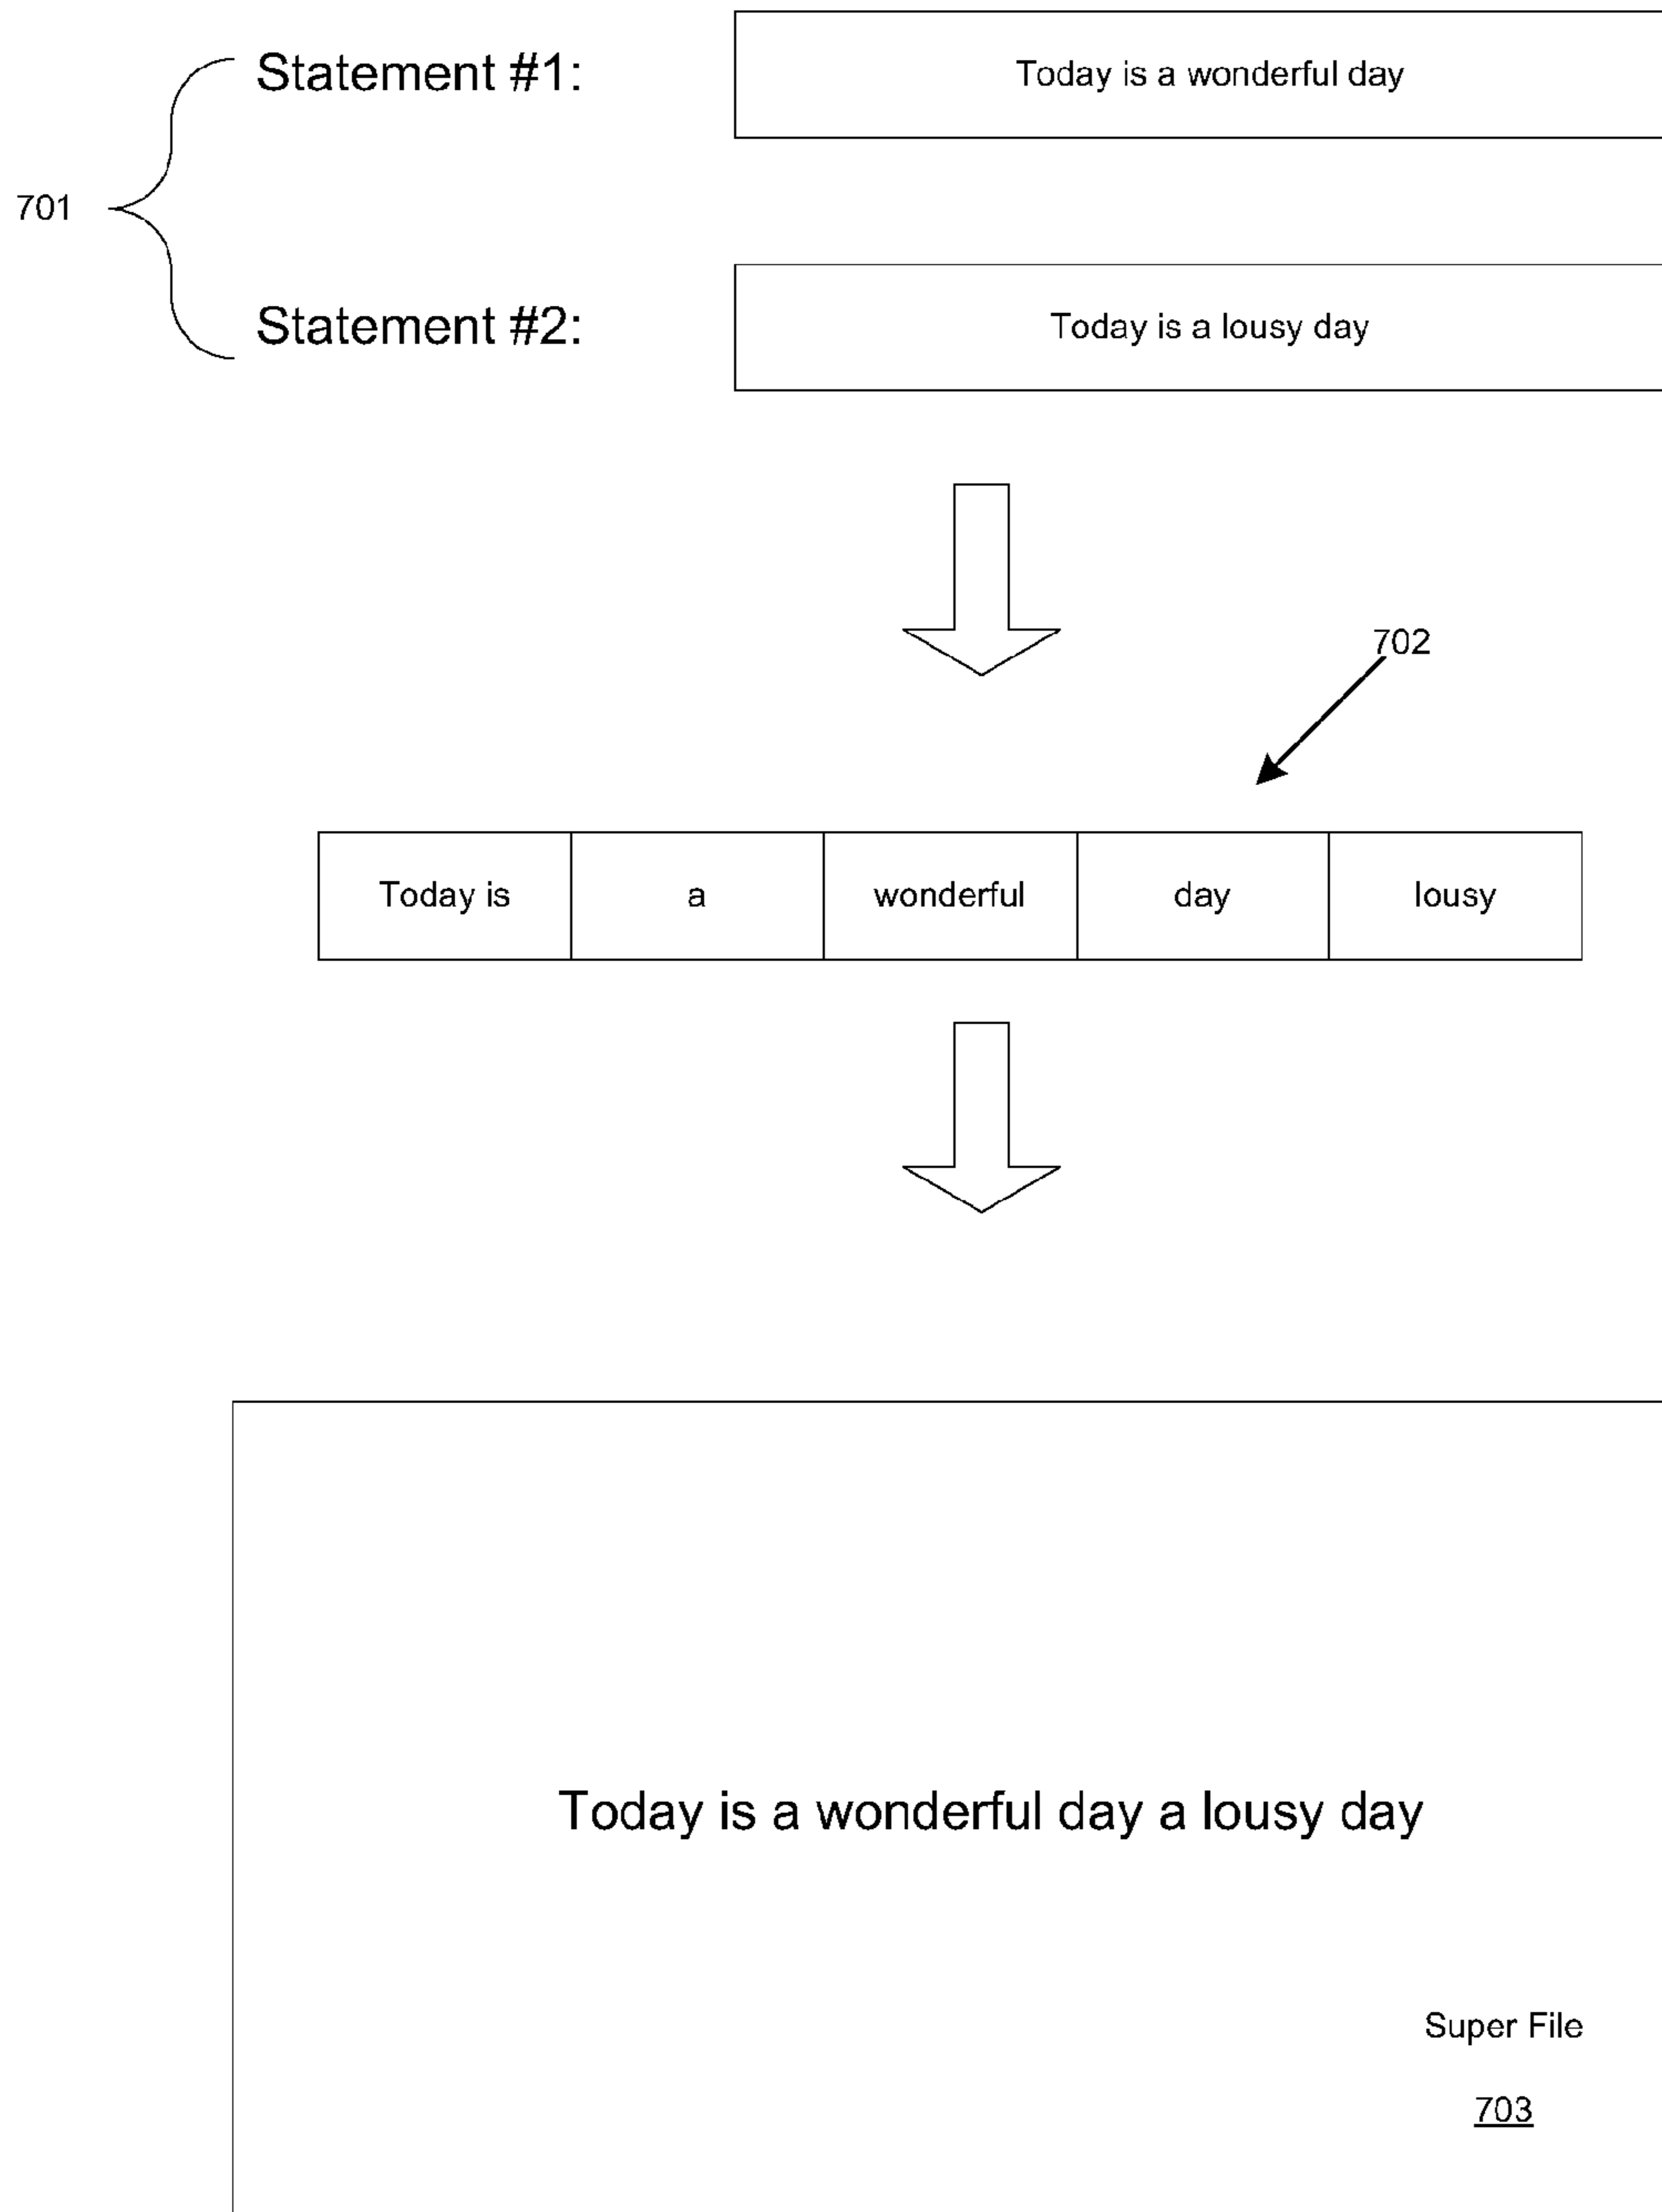 Statement #1:
Today is a wonderful day
701
Statement #2:
Today is a lousy day
702
Today is
a
wonderful
day
lousy
Today is a wonderful day a lousy day
Super File
703